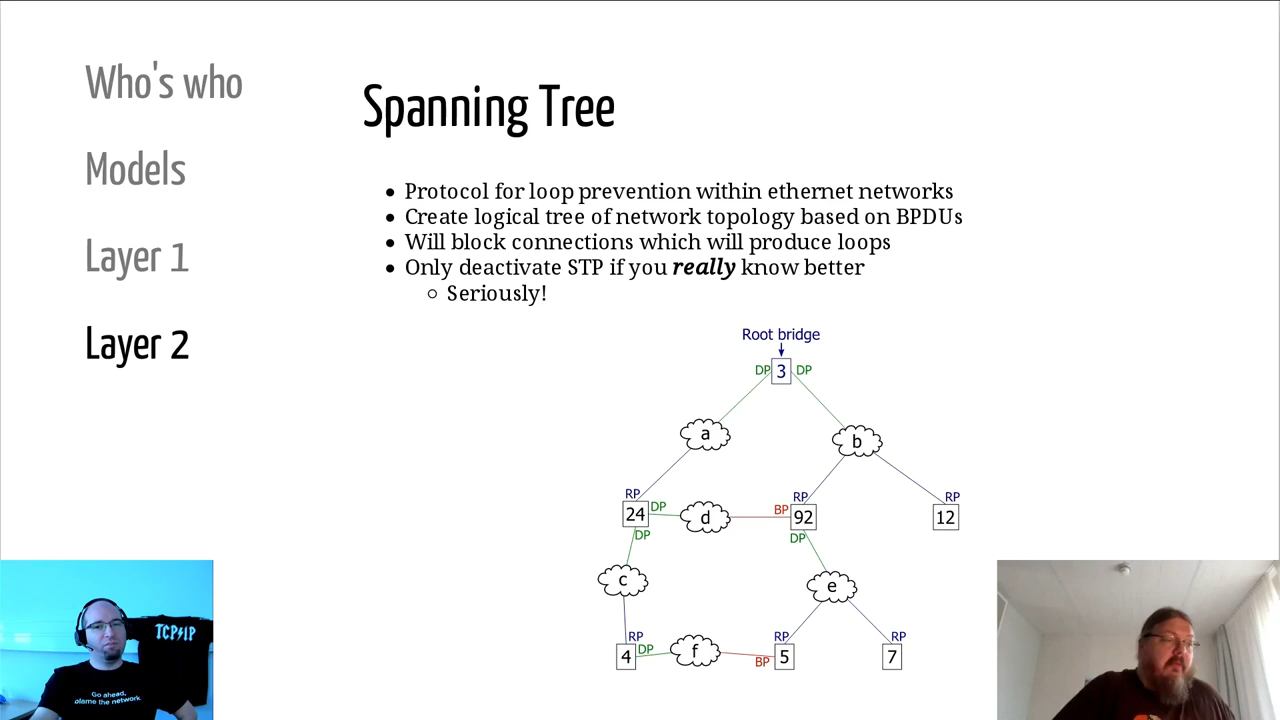 Who's who
Models
Layer 1
Layer 2
Spanning Tree
Protocol for loop prevention within ethernet networks
Create logical tree of network topology based on BPDUs
Will block connections which will produce loops
Only deactivate STP if you really know better
Seriously!
Root bridge
DP 3 DP
a
b
RP
RP
RP
24 DP
d
BP 92
12
DP
DP
c
e
RP
RP
RP
4 DP
f
BP 5
7
TCP/IP
Go ahead,
blame the network